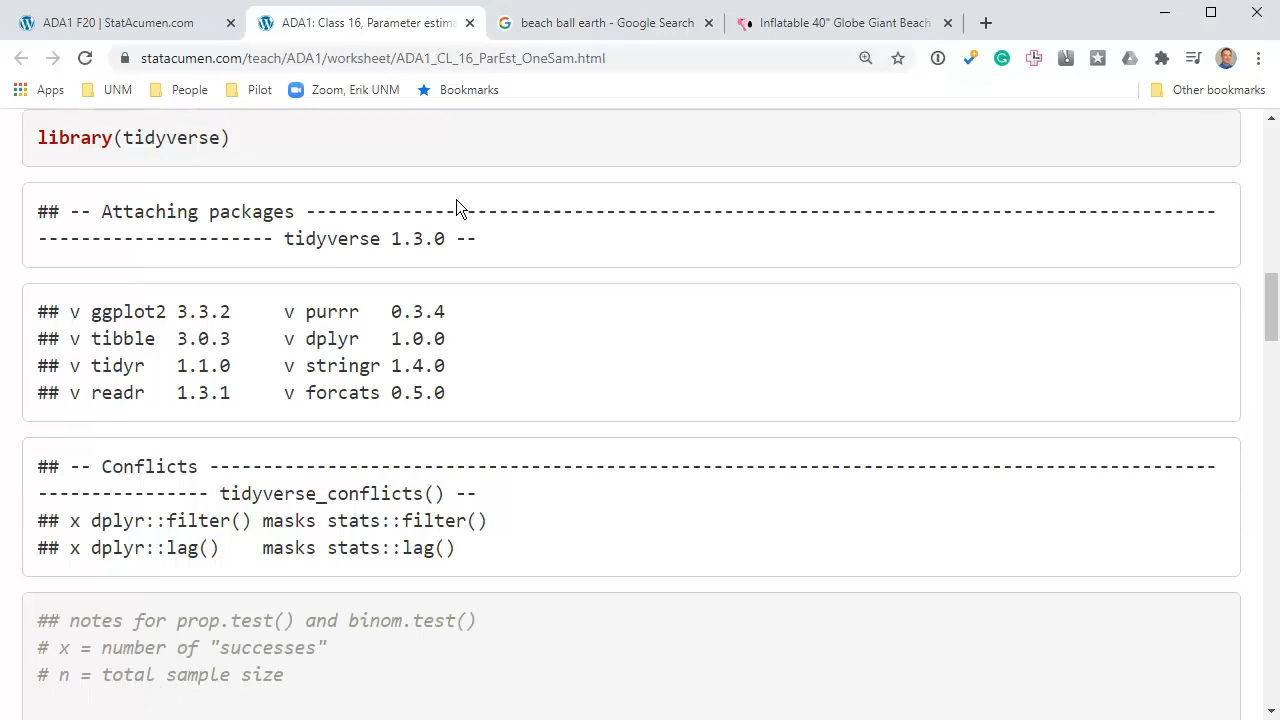 ADA1 F20 | StatAcumen.com
ADA1: Class 16, Parameter estima
beach ball earth - Google Search
Inflatable 40" Globe Giant Beach
statacumen.com/teach/ADA1/worksheet/ADA1_CL_16_ParEst_OneSam.html
Apps UNM People Pilot Zoom, Erik UNM Bookmarks Other bookmarks
library(tidyverse)
## -- Attaching packages -------------------------------------------------------------------------------------
---------------------- tidyverse 1.3.0 --
## v ggplot2 3.3.2     v purrr   0.3.4
## v tibble  3.0.3     v dplyr   1.0.0
## v tidyr   1.1.0     v stringr 1.4.0
## v readr   1.3.1     v forcats 0.5.0
## -- Conflicts ----------------------------------------------------------------------------------------------
---------------- tidyverse_conflicts() --
## x dplyr::filter() masks stats::filter()
## x dplyr::lag()    masks stats::lag()
## notes for prop.test() and binom.test()
# x = number of "successes"
# n = total sample size